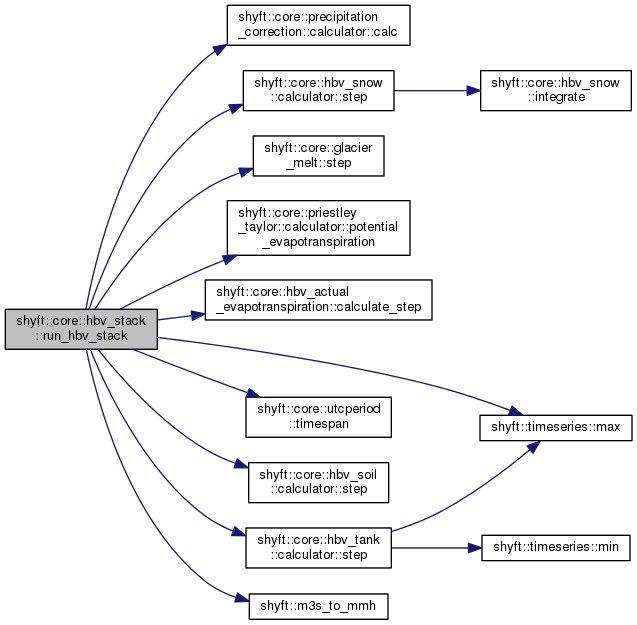 shyft::core::precipitation
_correction::calculator::calc
shyft::core::hbv_snow
::calculator::step
shyft::core::hbv_snow
::integrate
shyft::core::glacier
_melt::step
shyft::core::priestley
_taylor::calculator::potential
_evapotranspiration
shyft::core::hbv_actual
_evapotranspiration::calculate_step
shyft::core::hbv_stack
::run_hbv_stack
shyft::core::utcperiod
::timespan
shyft::timeseries::max
shyft::core::hbv_soil
::calculator::step
shyft::core::hbv_tank
::calculator::step
shyft::timeseries::min
shyft::m3s_to_mmh